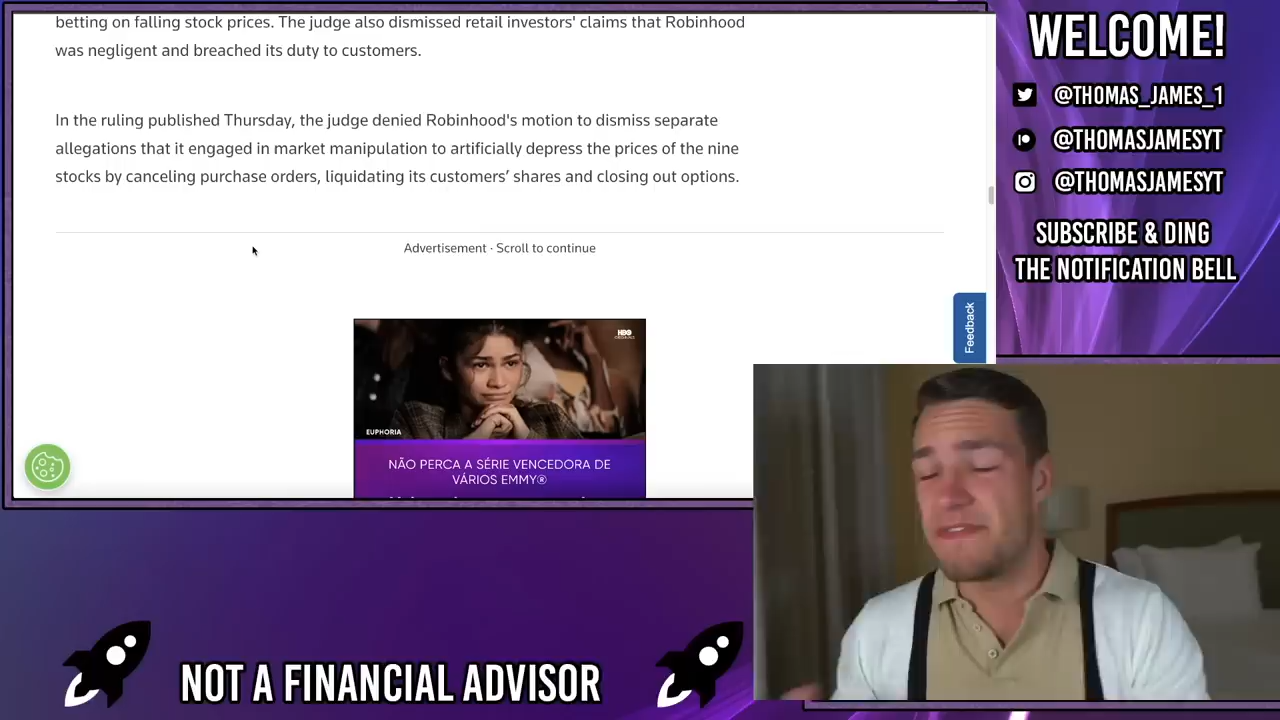 betting on falling stock prices. The judge also dismissed retail investors' claims that Robinhood
was negligent and breached its duty to customers.
In the ruling published Thursday, the judge denied Robinhood's motion to dismiss separate
allegations that it engaged in market manipulation to artificially depress the prices of the nine
stocks by canceling purchase orders, liquidating its customers’ shares and closing out options.
Advertisement · Scroll to continue
Feedback
HBO
EUPHORIA
NÃO PERCA A SÉRIE VENCEDORA DE
VÁRIOS EMMY®
WELCOME!
@THOMAS_JAMES_1
@THOMASJAMESYT
@THOMASJAMESYT
SUBSCRIBE & DING
THE NOTIFICATION BELL
NOT A FINANCIAL ADVISOR